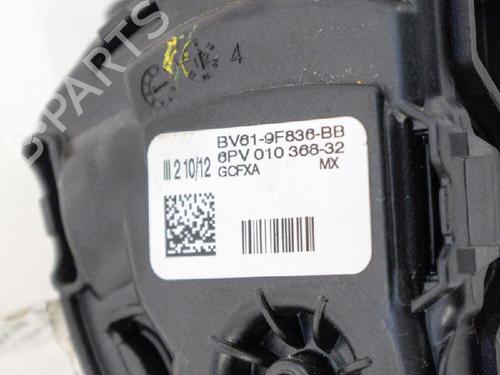 B-PARTS
4
BV61-9F836-BB
6PV 010 368-32
GCFXA MX
III 2 10/12